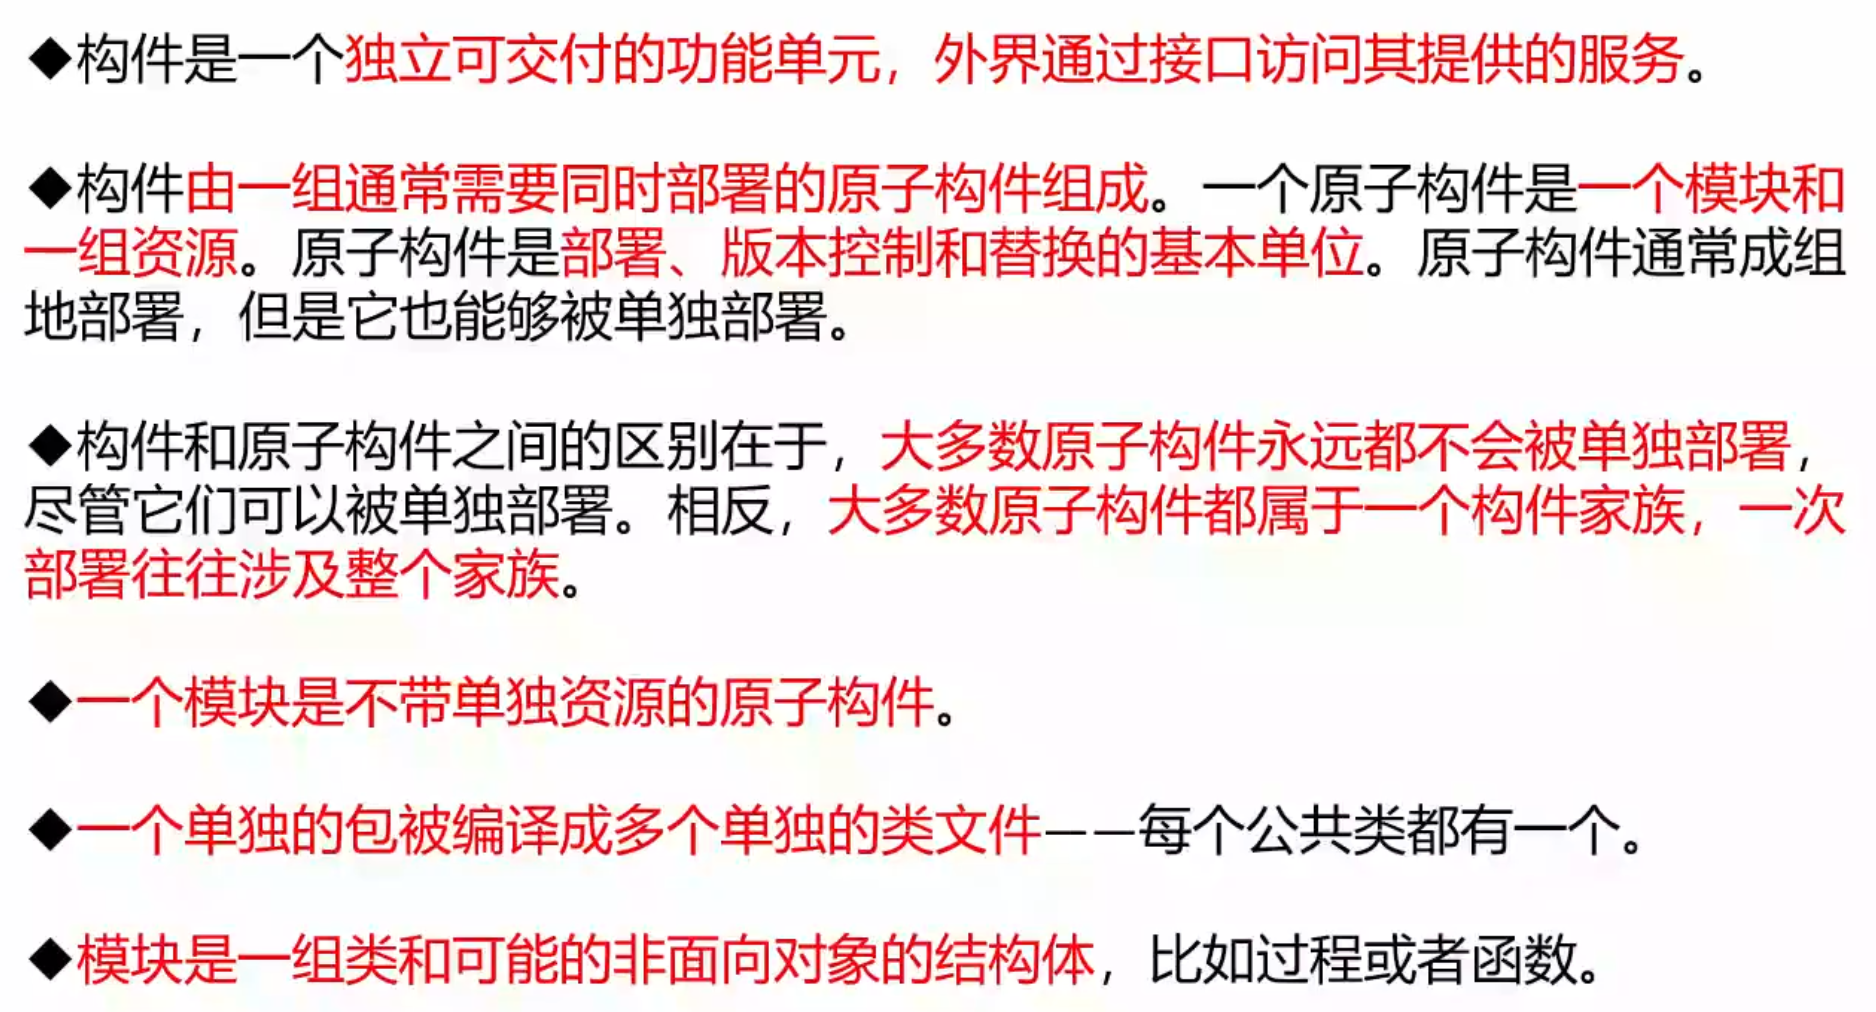 ◆构件是一个独立可交付的功能单元，外界通过接口访问其提供的服务。
◆构件由一组通常需要同时部署的原子构件组成。一个原子构件是一个模块和
一组资源。原子构件是部署、版本控制和替换的基本单位。原子构件通常成组
地部署，但是它也能够被单独部署。
◆构件和原子构件之间的区别在于，大多数原子构件永远都不会被单独部署，
尽管它们可以被单独部署。相反，大多数原子构件都属于一个构件家族，一次
部署往往涉及整个家族。
◆一个模块是不带单独资源的原子构件。
◆一个单独的包被编译成多个单独的类文件——每个公共类都有一个。
◆模块是一组类和可能的非面向对象的结构体，比如过程或者函数。